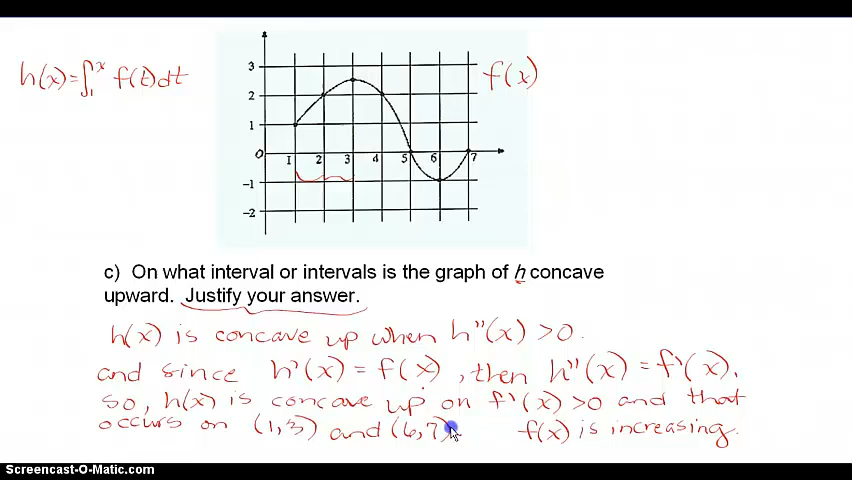 h(x)=∫₁ˣ f(t)dt
f(x)
3
2
1
0 1 2 3 4 5 6 7
-1
-2
c) On what interval or intervals is the graph of h concave
upward. Justify your answer.
h(x) is concave up when h''(x) >0.
and since h'(x) = f(x), then h''(x) = f'(x).
so, h(x) is concave up on f'(x)>0 and that
occurs on (1,3) and (6,7). f(x) is increasing.
Screencast-O-Matic.com